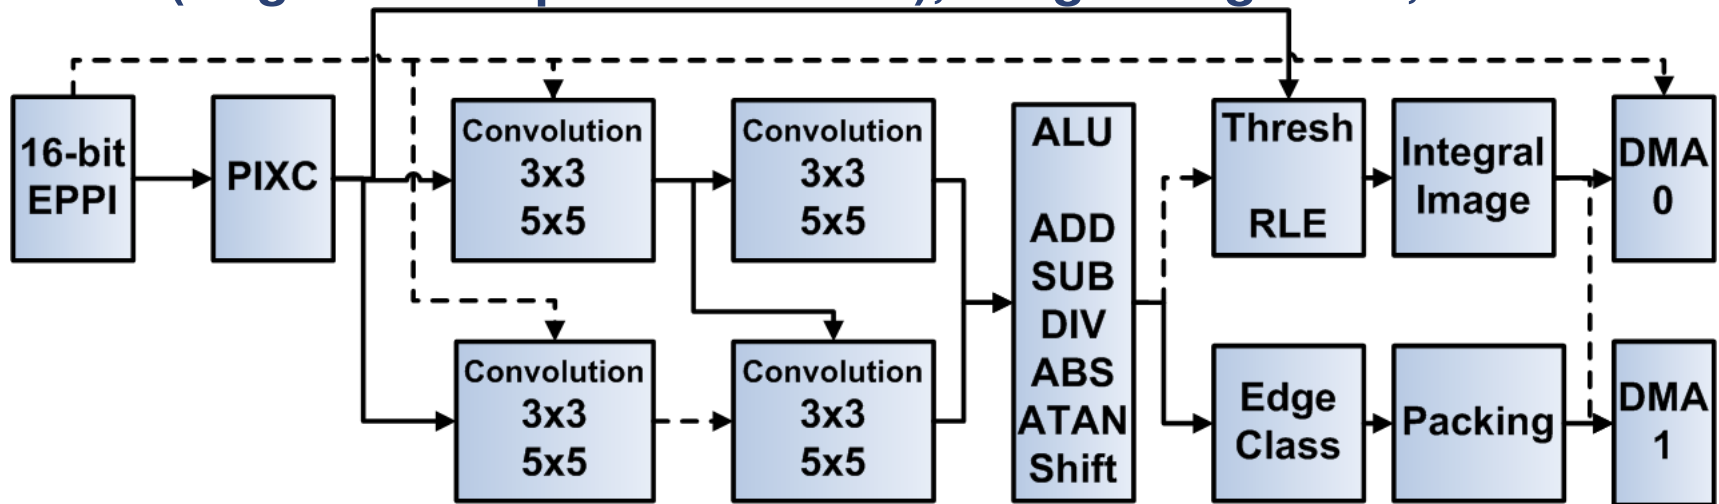 16-bit
EPPI
PIXC
Convolution
3x3
5x5
Convolution
3x3
5x5
Convolution
3x3
5x5
Convolution
3x3
5x5
ALU
ADD
SUB
DIV
ABS
ATAN
Shift
Thresh
RLE
Integral
Image
DMA
0
Edge
Class
Packing
DMA
1